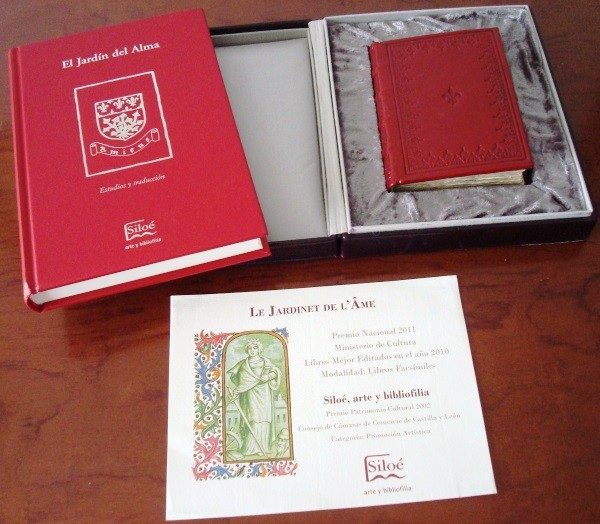 El Jardín del Alma
Amiens
Estudios y traducción
Siloé
arte y bibliofilia
LE JARDINET DE L'ÂME
Premio Nacional 2011
Ministerio de Cultura
Libros Mejor Editados en el año 2010
Modalidad: Libros Facsímiles
Siloé, arte y bibliofilia
Premio Patrimonio Cultural 2002
Consejo de Cámaras de Comercio de Castilla y León
Categoría: Promoción Artística
Siloé
arte y bibliofilia